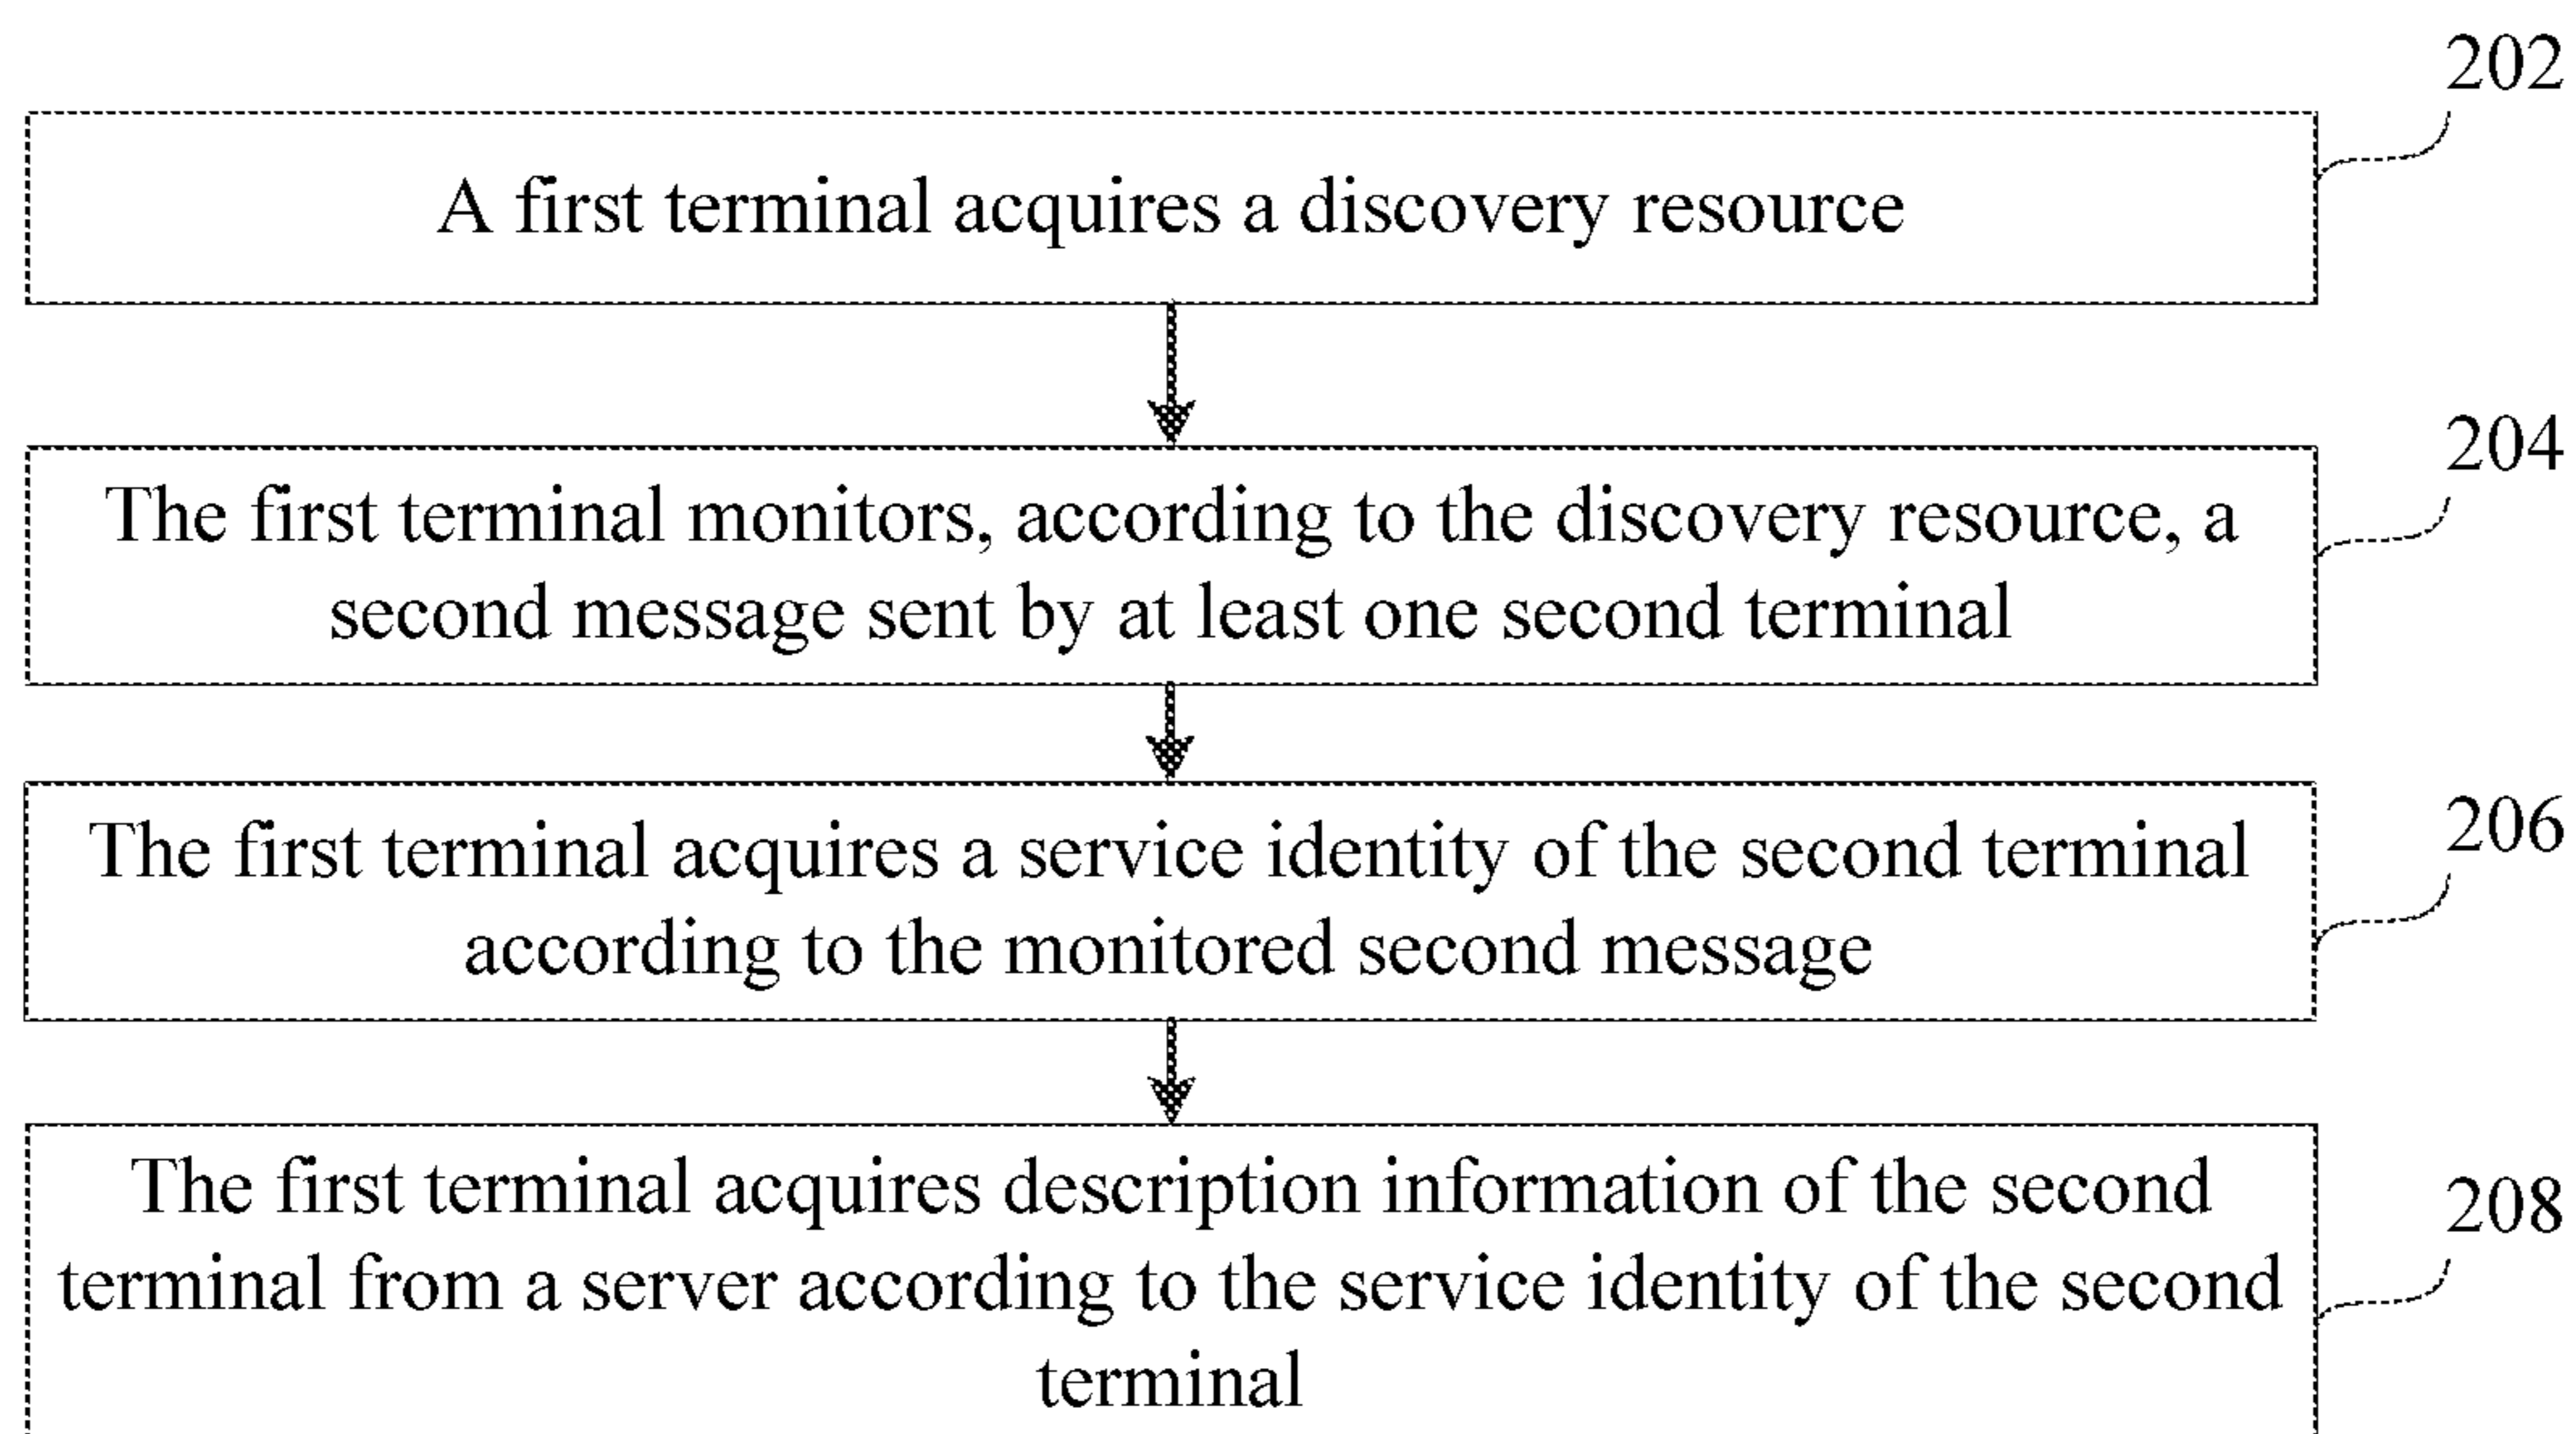 202
A first terminal acquires a discovery resource
204
The first terminal monitors, according to the discovery resource, a
second message sent by at least one second terminal
206
The first terminal acquires a service identity of the second terminal
according to the monitored second message
208
The first terminal acquires description information of the second
terminal from a server according to the service identity of the second
terminal